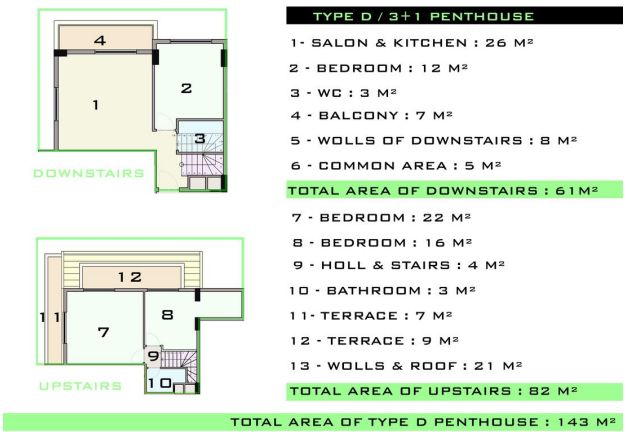 TYPE D / 3+1 PENTHOUSE
1- SALON & KITCHEN : 26 M²
2 - BEDROOM : 12 M²
3 - WC : 3 M²
4 - BALCONY : 7 M²
5 - WOLLS OF DOWNSTAIRS : 8 M²
6 - COMMON AREA : 5 M²
TOTAL AREA OF DOWNSTAIRS : 61M²
7 - BEDROOM : 22 M²
8 - BEDROOM : 16 M²
9 - HOLL & STAIRS : 4 M²
10 - BATHROOM : 3 M²
11- TERRACE : 7 M²
12 - TERRACE : 9 M²
13 - WOLLS & ROOF : 21 M²
TOTAL AREA OF UPSTAIRS : 82 M²
TOTAL AREA OF TYPE D PENTHOUSE : 143 M²
4
1
2
3
DOWNSTAIRS
12
11
7
8
9
10
UPSTAIRS